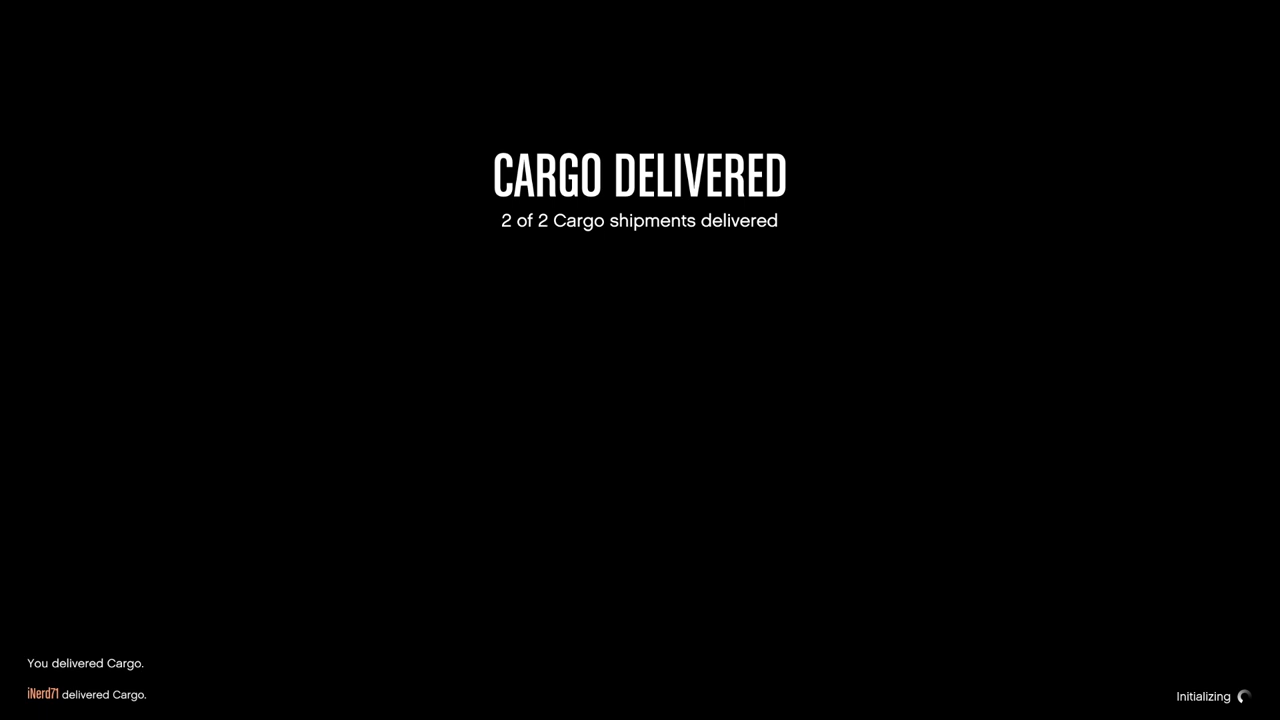 CARGO DELIVERED
2 of 2 Cargo shipments delivered
You delivered Cargo.
iNerd71 delivered Cargo.
Initializing